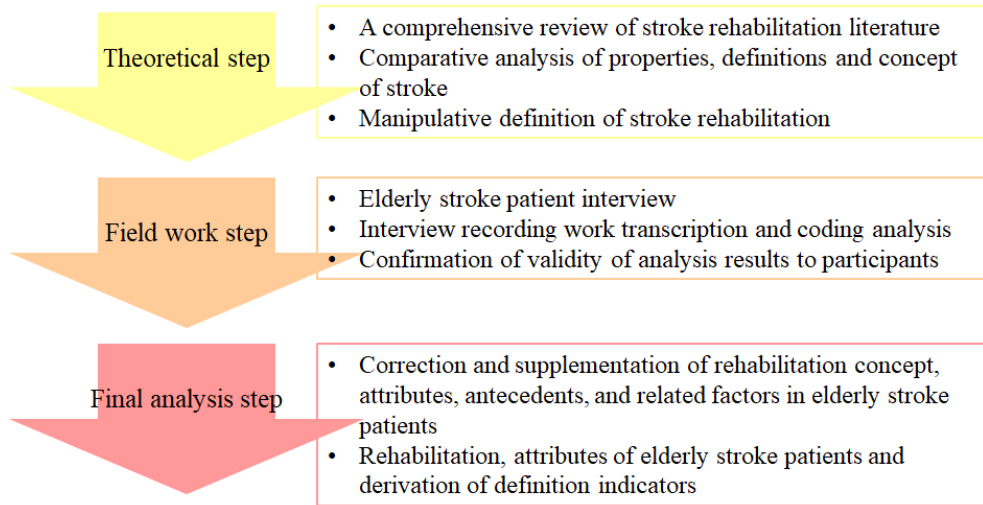 Theoretical step
• A comprehensive review of stroke rehabilitation literature
• Comparative analysis of properties, definitions and concept
of stroke
• Manipulative definition of stroke rehabilitation
Field work step
• Elderly stroke patient interview
• Interview recording work transcription and coding analysis
• Confirmation of validity of analysis results to participants
Final analysis step
• Correction and supplementation of rehabilitation concept,
attributes, antecedents, and related factors in elderly stroke
patients
• Rehabilitation, attributes of elderly stroke patients and
derivation of definition indicators